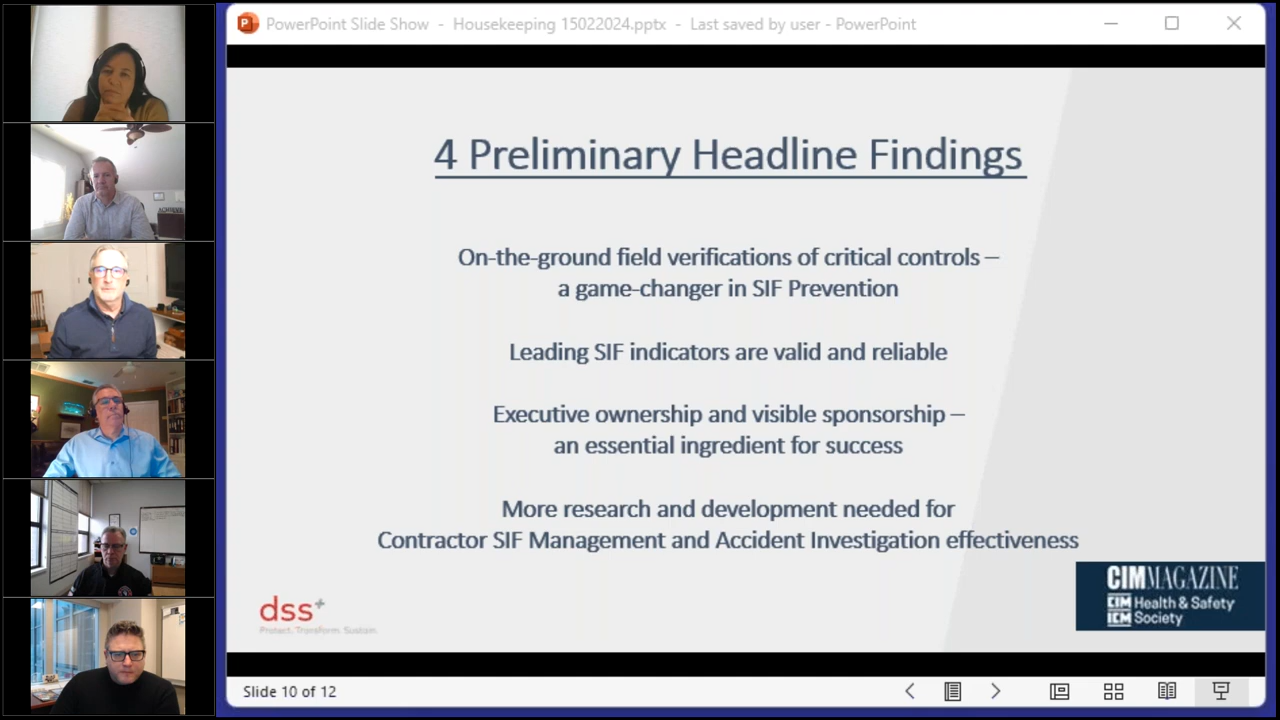 PowerPoint Slide Show - Housekeeping 15022024.pptx - Last saved by user - PowerPoint
4 Preliminary Headline Findings
On-the-ground field verifications of critical controls –
a game-changer in SIF Prevention
Leading SIF indicators are valid and reliable
Executive ownership and visible sponsorship –
an essential ingredient for success
More research and development needed for
Contractor SIF Management and Accident Investigation effectiveness
dss+
Protect. Transform. Sustain.
CIM MAGAZINE
CIM Health & Safety
ICM Society
Slide 10 of 12